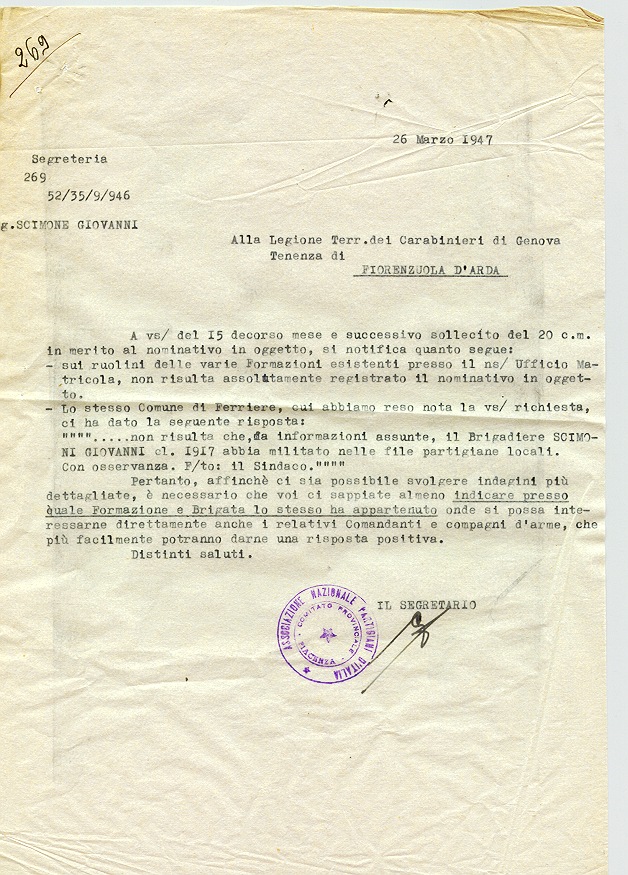 269
26 Marzo I947
Segreteria
269
52/35/9/946
g.SCIMONE GIOVANNI
Alla Legione Terr.dei Carabinieri di Genova
Tenenza di
FIORENZUOLA D'ARDA
A vs/ del I5 decorso mese e successivo sollecito del 20 c.m.
in merito al nominativo in oggetto, si notifica quanto segue:
- sui ruolini delle varie Formazioni esistenti presso il ns/ Ufficio Ma-
tricola, non risulta assolutamente registrato il nominativo in oggetto-
to.
- Lo stesso Comune di Ferriere, cui abbiamo reso nota la vs/ richiesta,
ci ha dato la seguente risposta:
"""".....non risulta che,da informazioni assunte, il Brigadiere SCIMO-
NI GIOVANNI cl. I9I7 abbia militato nelle file partigiane locali.
Con osservanza. F/to: il Sindaco.""""
Pertanto, affinchè ci sia possibile svolgere indagini più
dettagliate, è necessario che voi ci sappiate almeno indicare presso
quale Formazione e Brigata lo stesso ha appartenuto onde si possa inte-
ressarne direttamente anche i relativi Comandanti e compagni d'arme, che
più facilmente potranno darne una risposta positiva.
Distinti saluti.
IL SEGRETARIO
ASSOCIAZIONE NAZIONALE PARTIGIANI D'ITALIA
COMITATO PROVINCIALE
PIACENZA